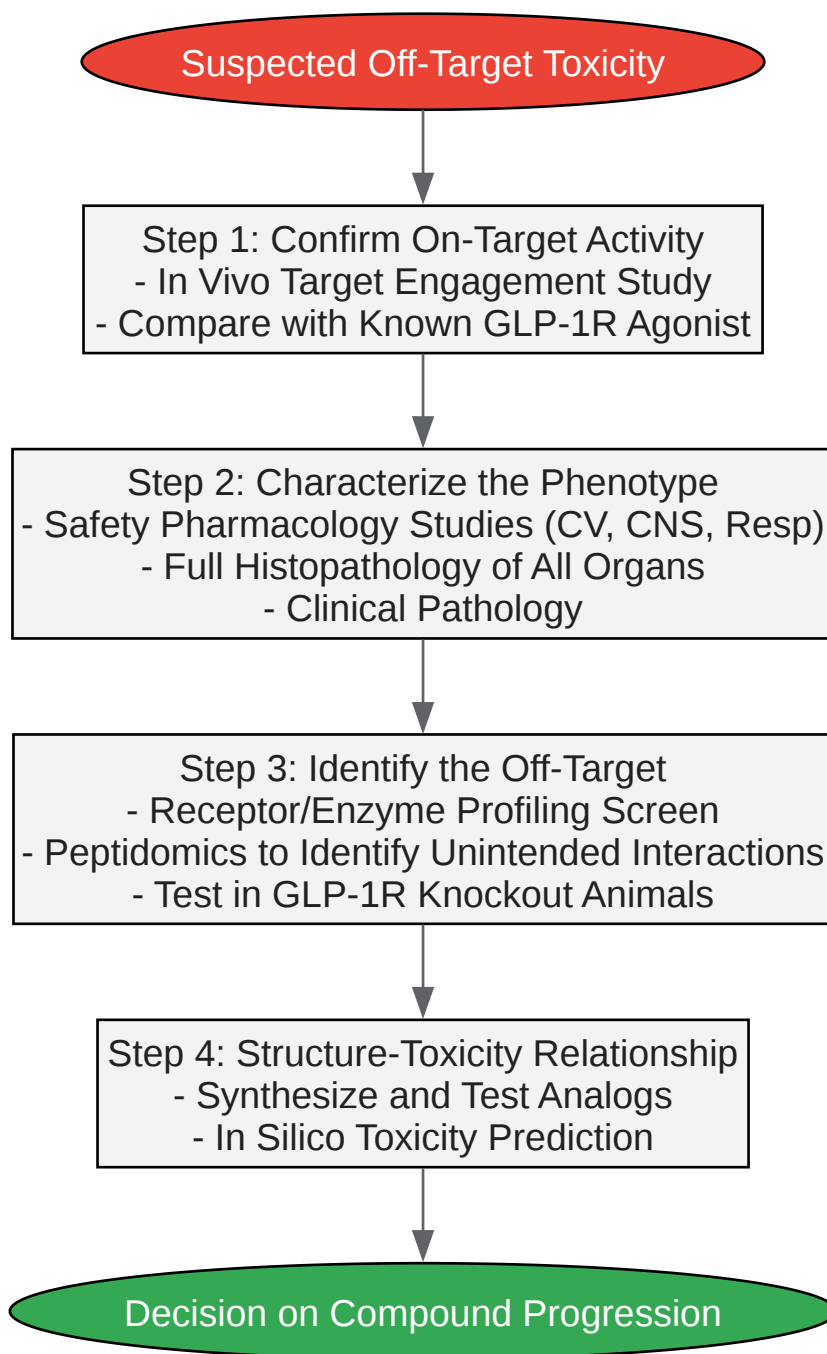 Suspected Off-Target Toxicity
Step 1: Confirm On-Target Activity
- In Vivo Target Engagement Study
- Compare with Known GLP-1R Agonist
Step 2: Characterize the Phenotype
- Safety Pharmacology Studies (CV, CNS, Resp)
- Full Histopathology of All Organs
- Clinical Pathology
Step 3: Identify the Off-Target
- Receptor/Enzyme Profiling Screen
- Peptidomics to Identify Unintended Interactions
- Test in GLP-1R Knockout Animals
Step 4: Structure-Toxicity Relationship
- Synthesize and Test Analogs
- In Silico Toxicity Prediction
Decision on Compound Progression